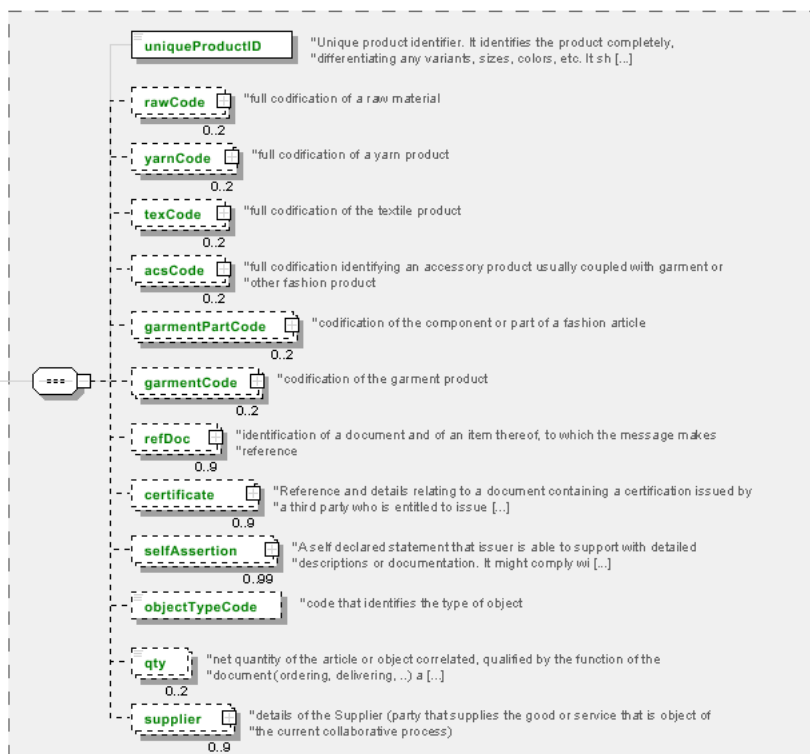 uniqueProductID
"Unique product identifier. It identifies the product completely,
"differentiating any variants, sizes, colors, etc. It sh [...]
rawCode
"full codification of a raw material
0..2
yarnCode
"full codification of a yarn product
0..2
texCode
"full codification of the textile product
0..2
acsCode
"full codification identifying an accessory product usually coupled with garment or
"other fashion product
0..2
garmentPartCode
"codification of the component or part of a fashion article
0..2
garmentCode
"codification of the garment product
0..2
refDoc
"identification of a document and of an item thereof, to which the message makes
"reference
0..9
certificate
"Reference and details relating to a document containing a certification issued by
"a third party who is entitled to issue [...]
0..9
selfAssertion
"A self declared statement that issuer is able to support with detailed
"descriptions or documentation. It might comply wi [...]
0..99
objectTypeCode
"code that identifies the type of object
qty
"net quantity of the article or object correlated, qualified by the function of the
"document (ordering, delivering, ..) a [...]
0..2
supplier
"details of the Supplier (party that supplies the good or service that is object of
"the current collaborative process)
0..9